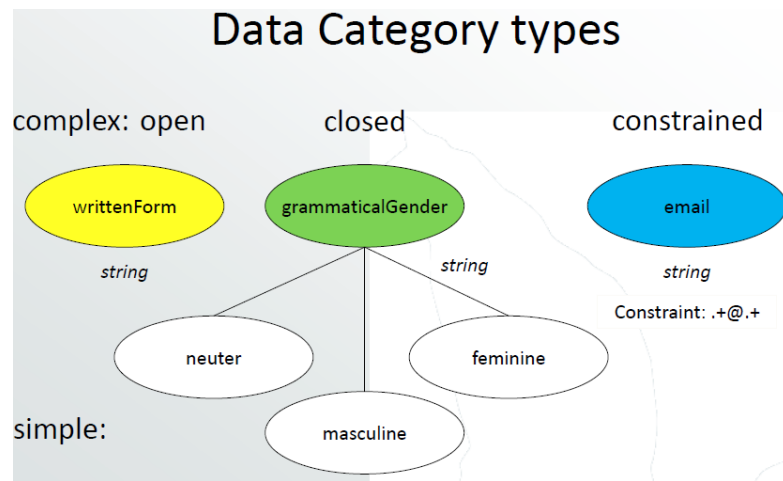 Data Category types
complex: open closed constrained
writtenForm grammaticalGender email
string string string
Constraint: .+@.+
neuter feminine
simple: masculine